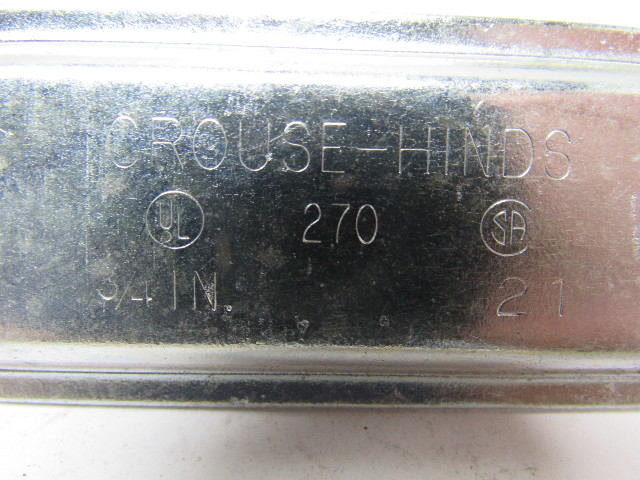 CROUSE-HINDS
UL 270 SA
3/4 IN. 21